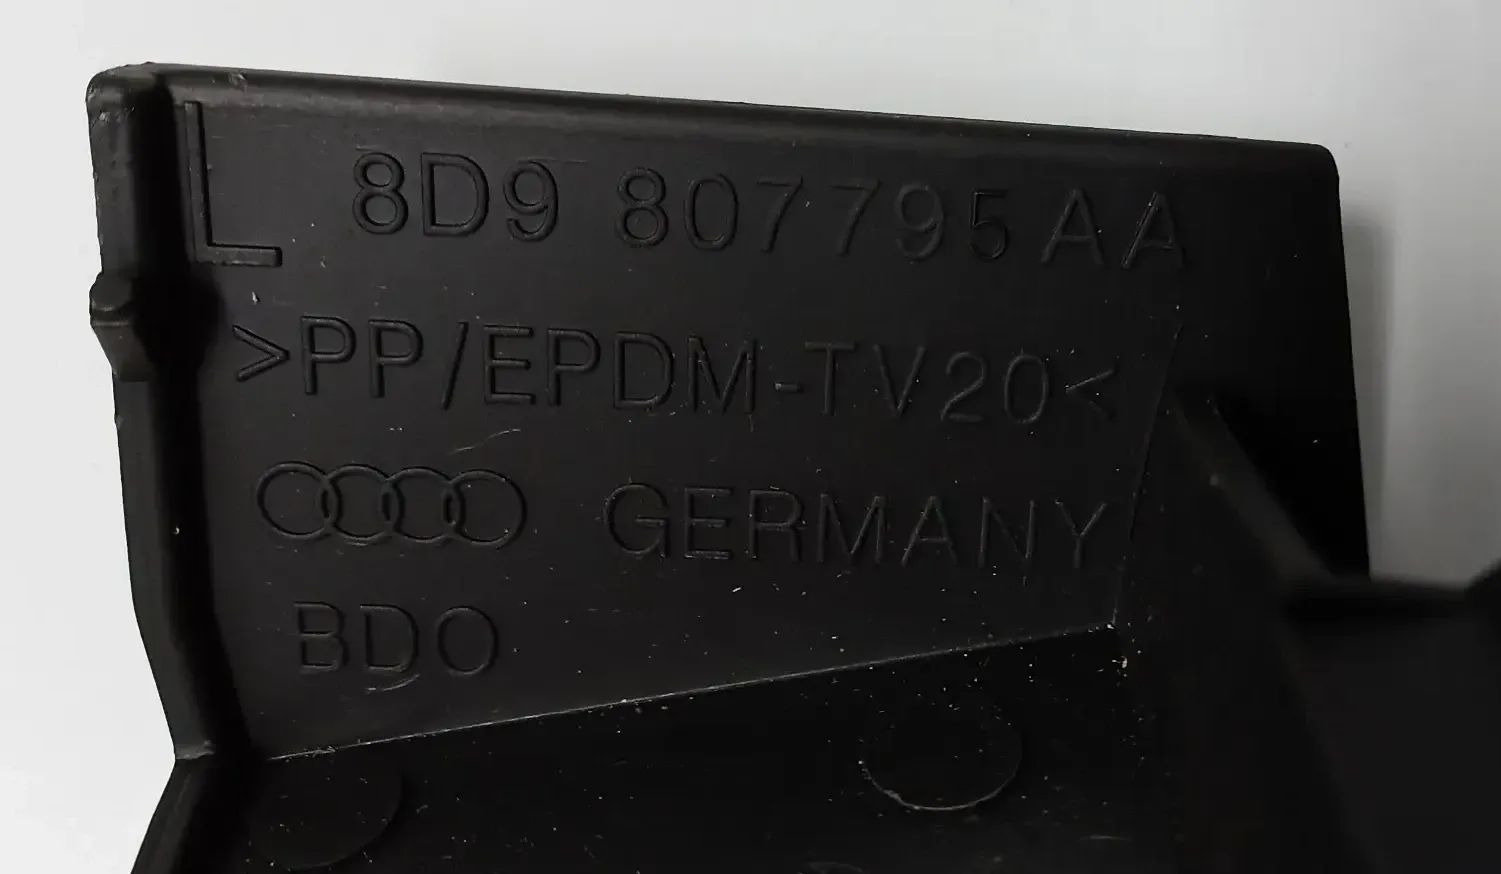 L 8D9 807795 AA
>PP/EPDM-TV20<
GERMANY
BDO